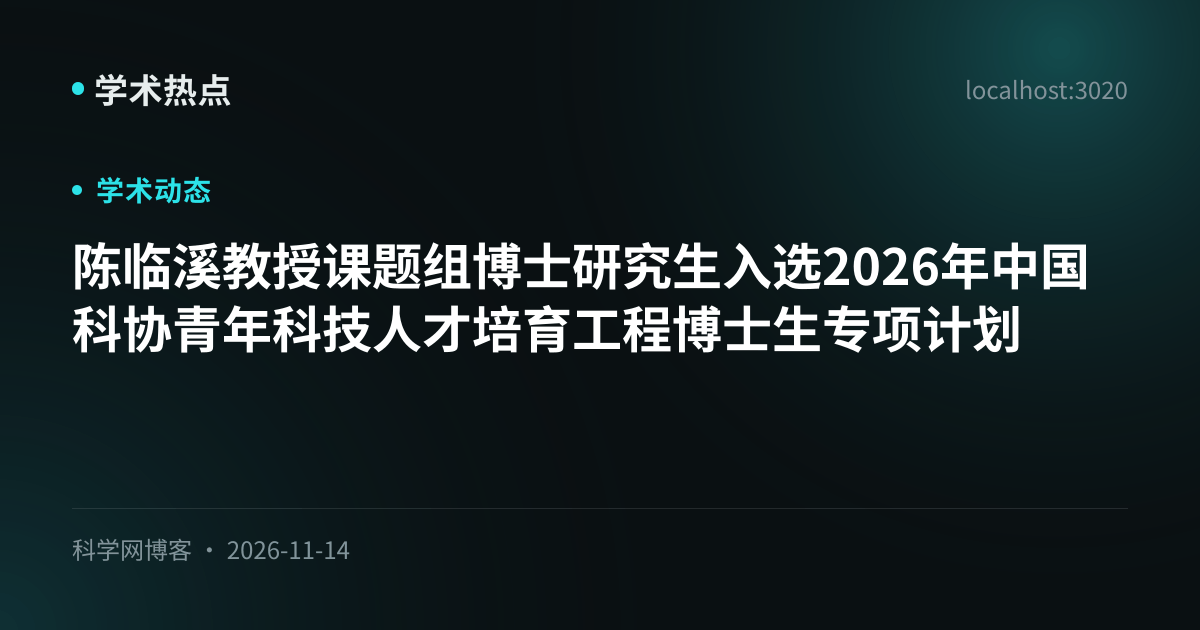 学术热点
localhost:3020
学术动态
陈临溪教授课题组博士研究生入选2026年中国
科协青年科技人才培育工程博士生专项计划
科学网博客 · 2026-11-14